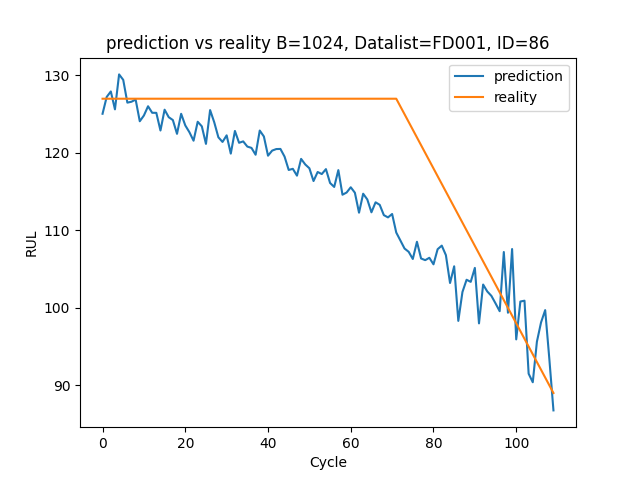 prediction vs reality B=1024, Datalist=FD001, ID=86
prediction
reality
130
120
110
100
90
RUL
0 20 40 60 80 100
Cycle